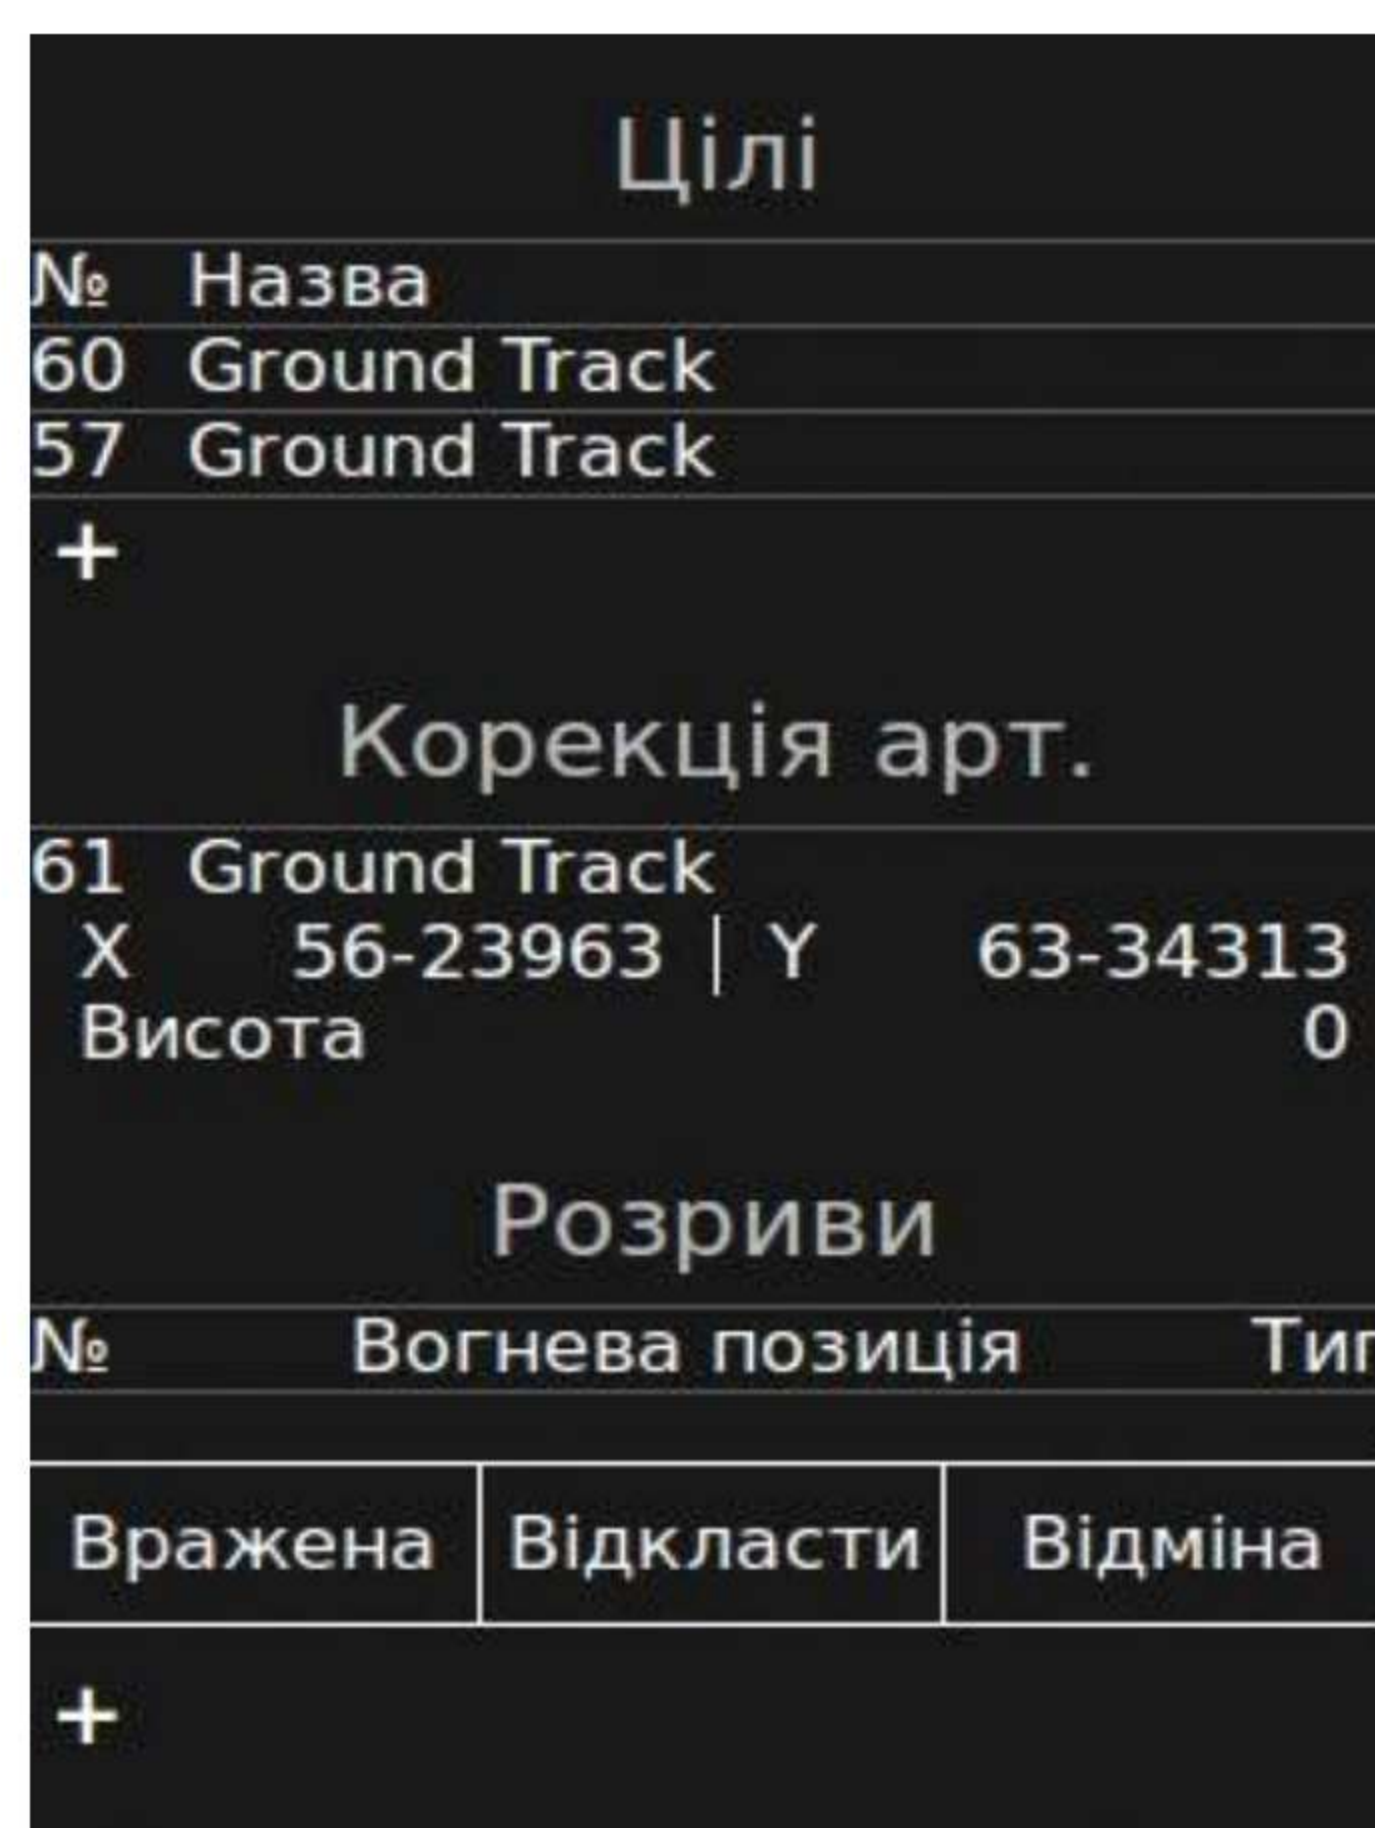 Цілі
№ Назва
60 Ground Track
57 Ground Track
+
Корекція арт.
61 Ground Track
X 56-23963 | Y 63-34313
Висота 0
Розриви
№ Вогнева позиція Тип
Вражена Відкласти Відміна
+